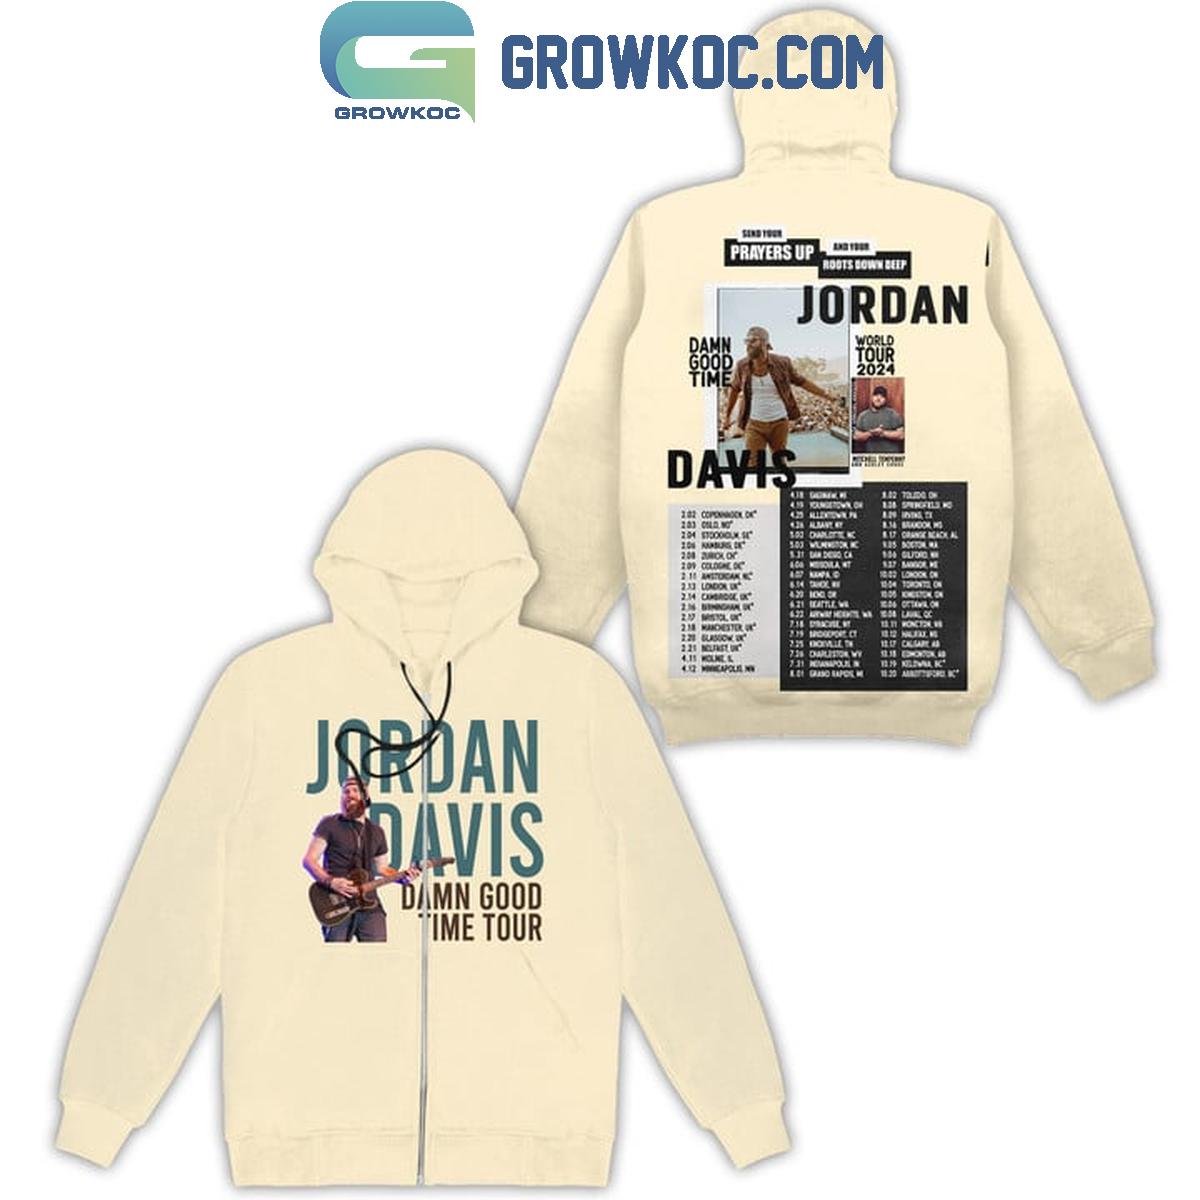 GROWKOC
GROWKOC.COM
SEND YOUR
PRAYERS UP
AND YOUR
ROOTS DOWN DEEP
JORDAN
DAMN
GOOD
TIME
WORLD
TOUR
2024
MITCHELL TENPENNY
DAVIS
2.02 COPENHAGEN, DK*
2.03 OSLO, NO*
2.04 STOCKHOLM, SE*
2.06 HAMBURG, DE*
2.08 ZURICH, CH*
2.09 COLOGNE, DE*
2.11 AMSTERDAM, NL*
2.13 LONDON, UK*
2.14 CAMBRIDGE, UK*
2.16 BIRMINGHAM, UK*
2.17 BRISTOL, UK*
2.18 MANCHESTER, UK*
2.20 GLASGOW, UK*
2.21 BELFAST, UK*
4.11 MOLINE, IL
4.12 MINNEAPOLIS, MN
4.18 SAGINAW, MI
4.19 YOUNGSTOWN, OH
4.25 ALLENTOWN, PA
4.26 ALBANY, NY
5.02 CHARLOTTE, NC
5.03 WILMINGTON, NC
5.31 SAN DIEGO, CA
6.06 MISSOULA, MT
6.07 NAMPA, ID
6.14 TAHOE, NV
6.20 BEND, OR
6.21 SEATTLE, WA
6.22 AIRWAY HEIGHTS, WA
7.18 SYRACUSE, NY
7.19 BRIDGEPORT, CT
7.25 KNOXVILLE, TN
7.26 CHARLESTON, WV
7.31 INDIANAPOLIS, IN
8.01 GRAND RAPIDS, MI
8.02 TOLEDO, OH
8.08 SPRINGFIELD, MO
8.09 IRVING, TX
8.16 BRANDON, MS
8.17 ORANGE BEACH, AL
9.05 BOSTON, MA
9.06 GILFORD, NH
9.07 BANGOR, ME
10.02 LONDON, ON
10.04 TORONTO, ON
10.05 KINGSTON, ON
10.06 OTTAWA, ON
10.08 LAVAL, QC
10.11 MONCTON, NB
10.12 HALIFAX, NS
10.17 CALGARY, AB
10.18 EDMONTON, AB
10.19 KELOWNA, BC*
10.20 ABBOTTSFORD, BC*
JORDAN
DAVIS
DAMN GOOD
TIME TOUR